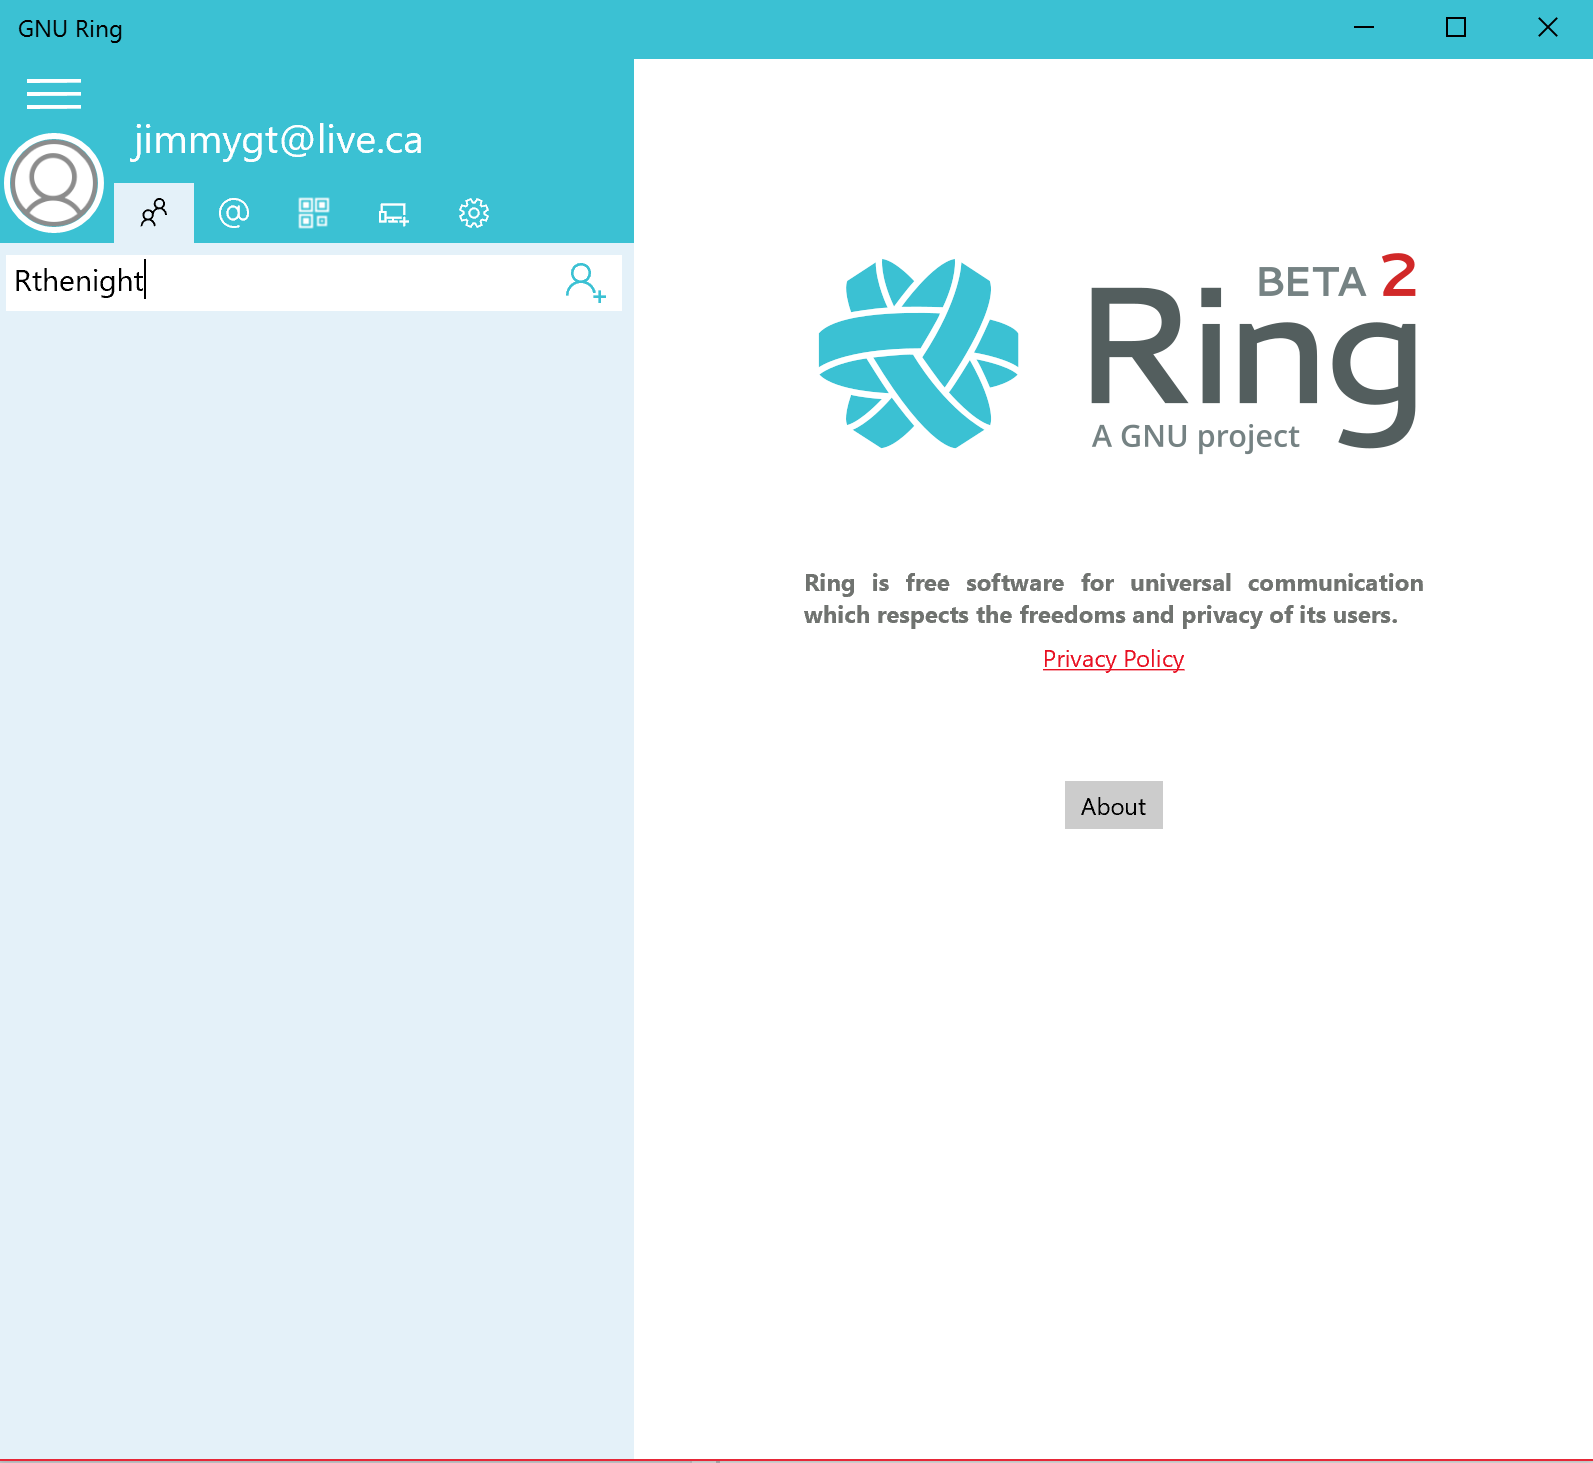 GNU Ring
jimmygt@live.ca
@
Rthenight
BETA 2
Ring
A GNU project
Ring is free software for universal communication
which respects the freedoms and privacy of its users.
Privacy Policy
About